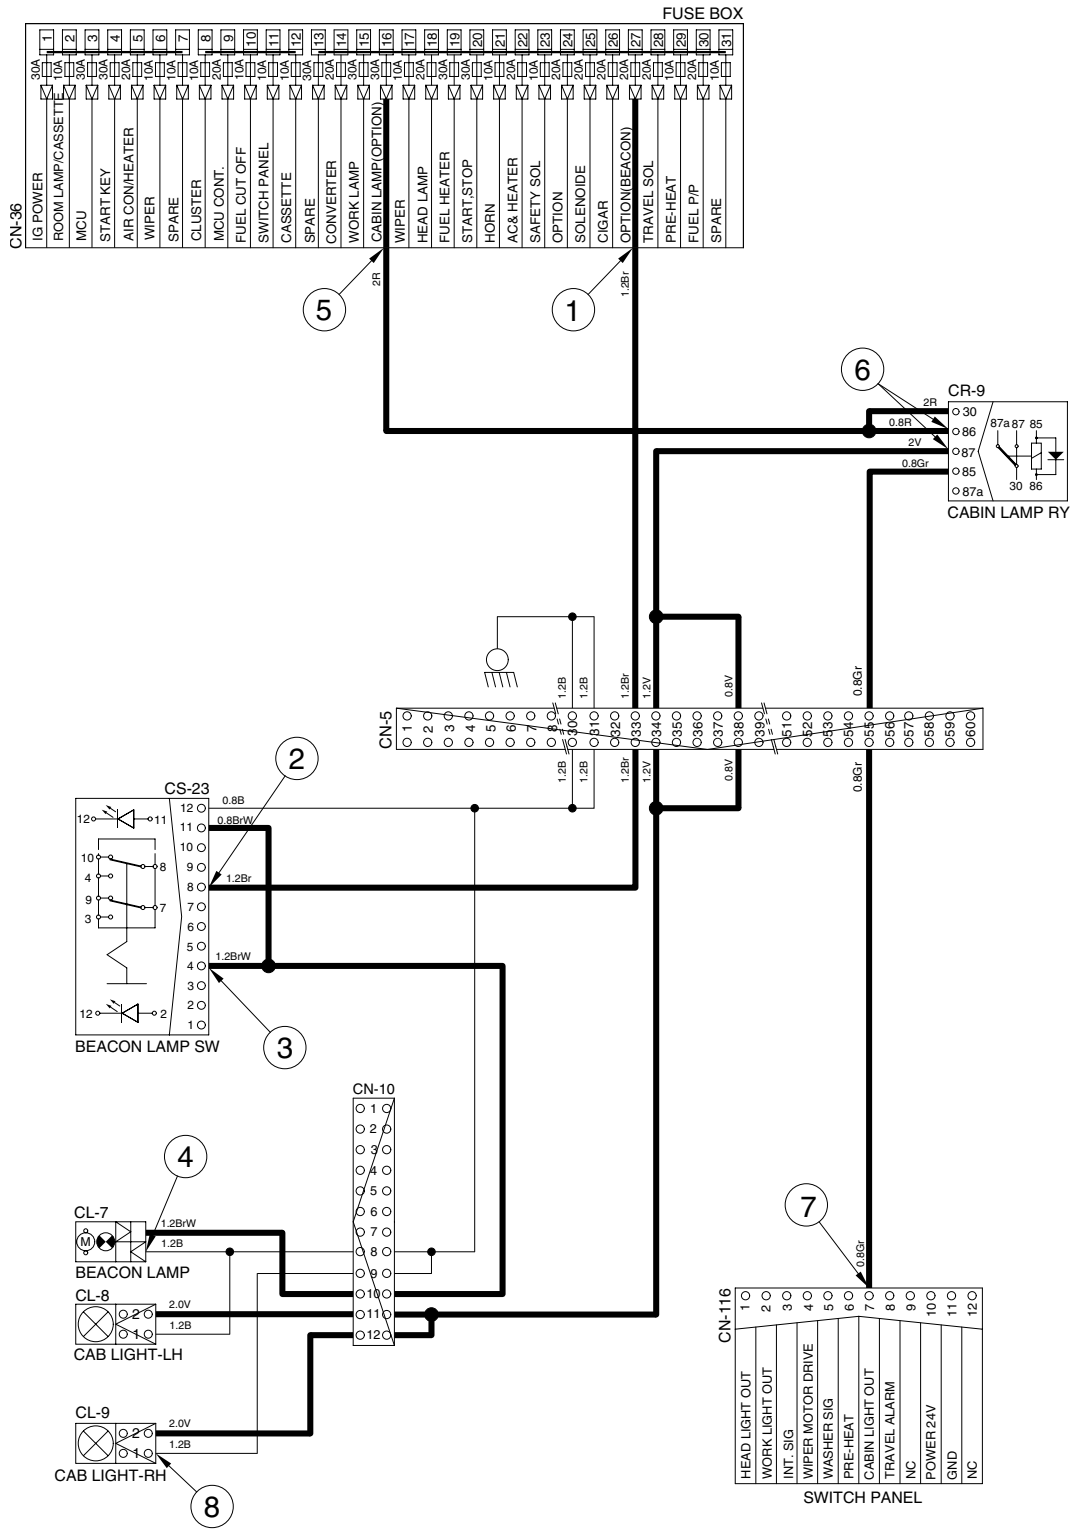 FUSE BOX
1 2 3 4 5 6 7 8 9 10 11 12 13 14 15 16 17 18 19 20 21 22 23 24 25 26 27 28 29 30 31
30A 10A 30A 30A 20A 10A 10A 10A 20A 10A 10A 10A 30A 20A 20A 30A 10A 20A 20A 30A 10A 20A 20A 20A 10A 20A 10A 20A 20A 20A 10A
CN-36
IG POWER
ROOM LAMP/CASSETTE
MCU
START KEY
AIR CON/HEATER
WIPER
SPARE
CLUSTER
MCU CONT.
FUEL CUT OFF
SWITCH PANEL
CASSETTE
SPARE
CONVERTER
WORK LAMP
CABIN LAMP(OPTION)
WIPER
HEAD LAMP
FUEL HEATER
START,STOP
HORN
AC& HEATER
SAFETY SOL
OPTION
SOLENOIDE
CIGAR
OPTION(BEACON)
TRAVEL SOL
PRE-HEAT
FUEL P/P
SPARE
2R
1.2Br
5
1
6
CR-9
2R
30
0.8R
86
2V
87
0.8Gr
85
87a
87a 87 85
30 86
CABIN LAMP RY
1.2B
1.2B
1.2Br
1.2V
0.8V
0.8Gr
CN-5
1 2 3 4 5 6 7 8 30 31 32 33 34 35 36 37 38 39 51 52 53 54 55 56 57 58 59 60
1.2B
1.2B
1.2Br
1.2V
0.8V
0.8Gr
2
CS-23
12
0.8B
12 11
11
0.8BrW
10
9
8
1.2Br
7
6
5
4
1.2BrW
3
2
1
10
8
4
9
7
3
12 2
BEACON LAMP SW
3
CN-10
1
2
3
4
5
6
7
8
9
10
11
12
4
CL-7
1.2BrW
M
1.2B
BEACON LAMP
CL-8
2.0V
2
1
1.2B
CAB LIGHT-LH
CL-9
2.0V
2
1
1.2B
CAB LIGHT-RH
8
7
0.8Gr
CN-116
1 2 3 4 5 6 7 8 9 10 11 12
HEAD LIGHT OUT
WORK LIGHT OUT
INT. SIG
WIPER MOTOR DRIVE
WASHER SIG
PRE-HEAT
CABIN LIGHT OUT
TRAVEL ALARM
NC
POWER 24V
GND
NC
SWITCH PANEL